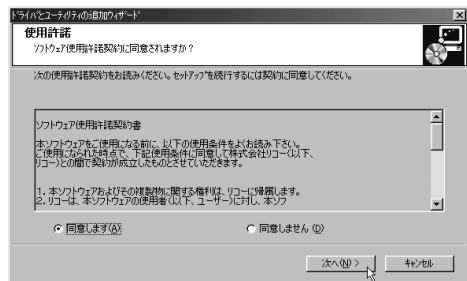 ドライバとユーティリティの追加ウィザード
使用許諾
ソフトウェア使用許諾契約に同意されますか？
次の使用許諾契約をお読みください。セットアップを続行するには契約に同意してください。
ソフトウェア使用許諾契約書
本ソフトウェアをご使用になる前に、以下の使用条件をよくお読み下さい。
ご使用になられた時点で、下記使用条件に同意して株式会社リコー（以下、
リコー）との間で契約が成立したものとさせていただきます。
1. 本ソフトウェアおよびその複製物に関する権利は、リコーに帰属します。
2. リコーは、本ソフトウェアの使用者（以下、ユーザー）に対し、本ソフ
同意します(A)
同意しません (D)
次へ(N) >
キャンセル